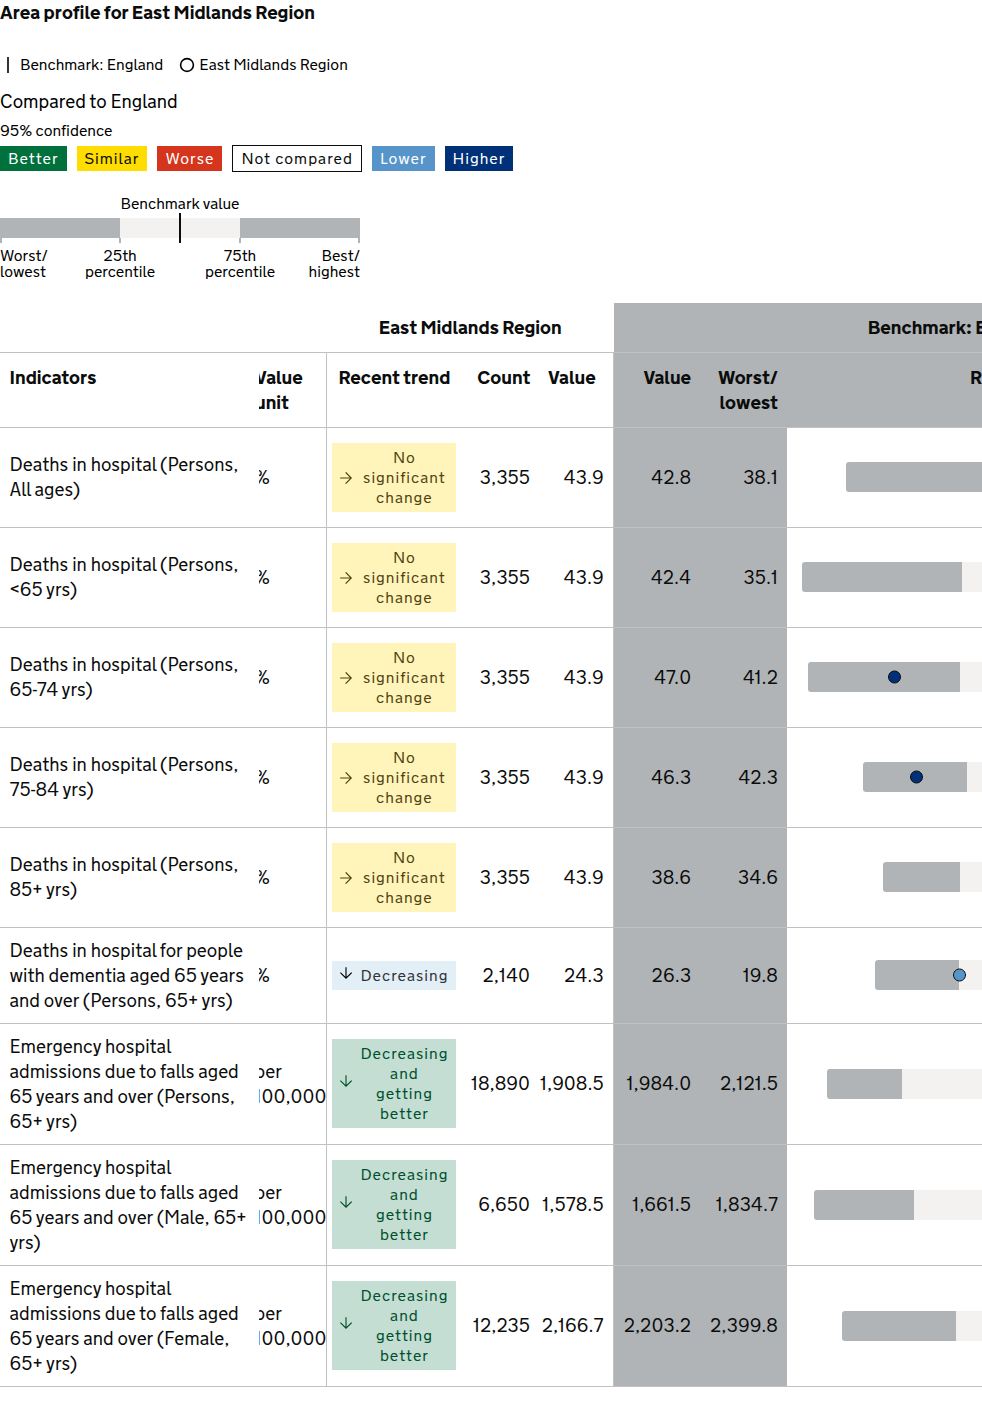 Area profile for East Midlands Region
Benchmark: England East Midlands Region
Compared to England
95% confidence
Better Similar Worse Not compared Lower Higher
Benchmark value
Worst/ 25th 75th Best/
lowest percentile percentile highest
East Midlands Region Benchmark: E
Indicators Value Recent trend Count Value Value Worst/ R
unit lowest
No
Deaths in hospital (Persons, % significant 3,355 43.9 42.8 38.1
All ages) change
No
Deaths in hospital (Persons, % significant 3,355 43.9 42.4 35.1
<65 yrs) change
No
Deaths in hospital (Persons, % significant 3,355 43.9 47.0 41.2
65-74 yrs) change
No
Deaths in hospital (Persons, % significant 3,355 43.9 46.3 42.3
75-84 yrs) change
No
Deaths in hospital (Persons, % significant 3,355 43.9 38.6 34.6
85+ yrs) change
Deaths in hospital for people
with dementia aged 65 years % Decreasing 2,140 24.3 26.3 19.8
and over (Persons, 65+ yrs)
Emergency hospital Decreasing
admissions due to falls aged per and 18,890 1,908.5 1,984.0 2,121.5
65 years and over (Persons, 100,000 getting
65+ yrs) better
Emergency hospital Decreasing
admissions due to falls aged per and 6,650 1,578.5 1,661.5 1,834.7
65 years and over (Male, 65+ 100,000 getting
yrs) better
Emergency hospital Decreasing
admissions due to falls aged per and 12,235 2,166.7 2,203.2 2,399.8
65 years and over (Female, 100,000 getting
65+ yrs) better